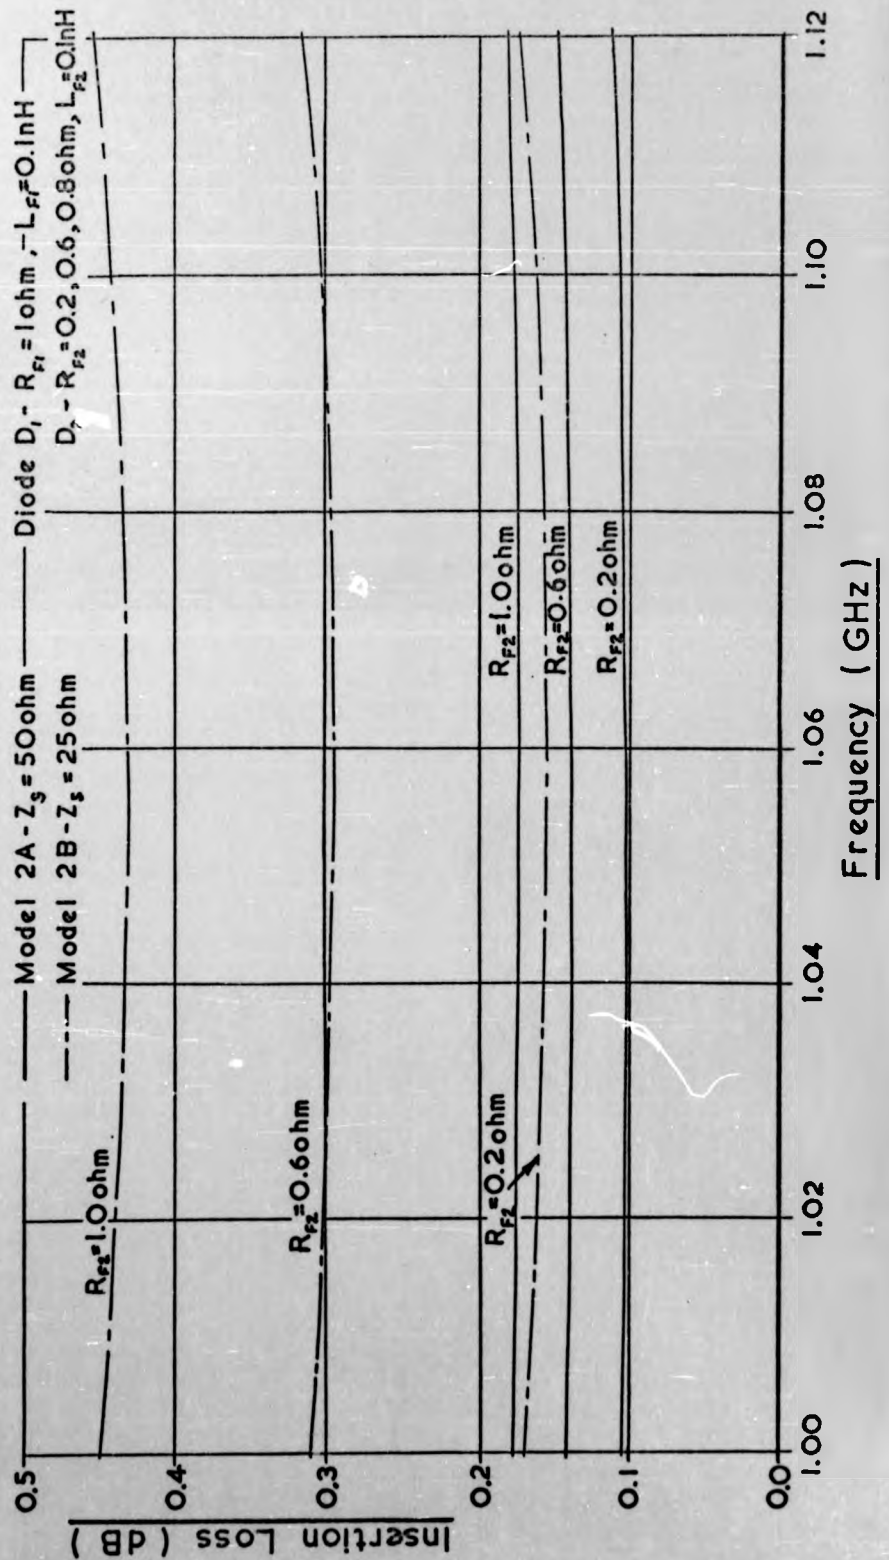 Model 2A - Z_S = 50 ohm
Diode D_1 - R_F1 = 1 ohm, - L_F1 = 0.1nH
Model 2B - Z_S = 25 ohm
D_2 - R_F2 = 0.2, 0.6, 0.8 ohm, L_F2 = 0.1nH
Insertion Loss (dB)
0.5
0.4
0.3
0.2
0.1
0.0
R_F2=1.0 ohm
R_F2=0.6 ohm
R_F2=0.2 ohm
R_F2=1.0 ohm
R_F2=0.6 ohm
R_F2=0.2 ohm
1.00
1.02
1.04
1.06
1.08
1.10
1.12
Frequency (GHz)